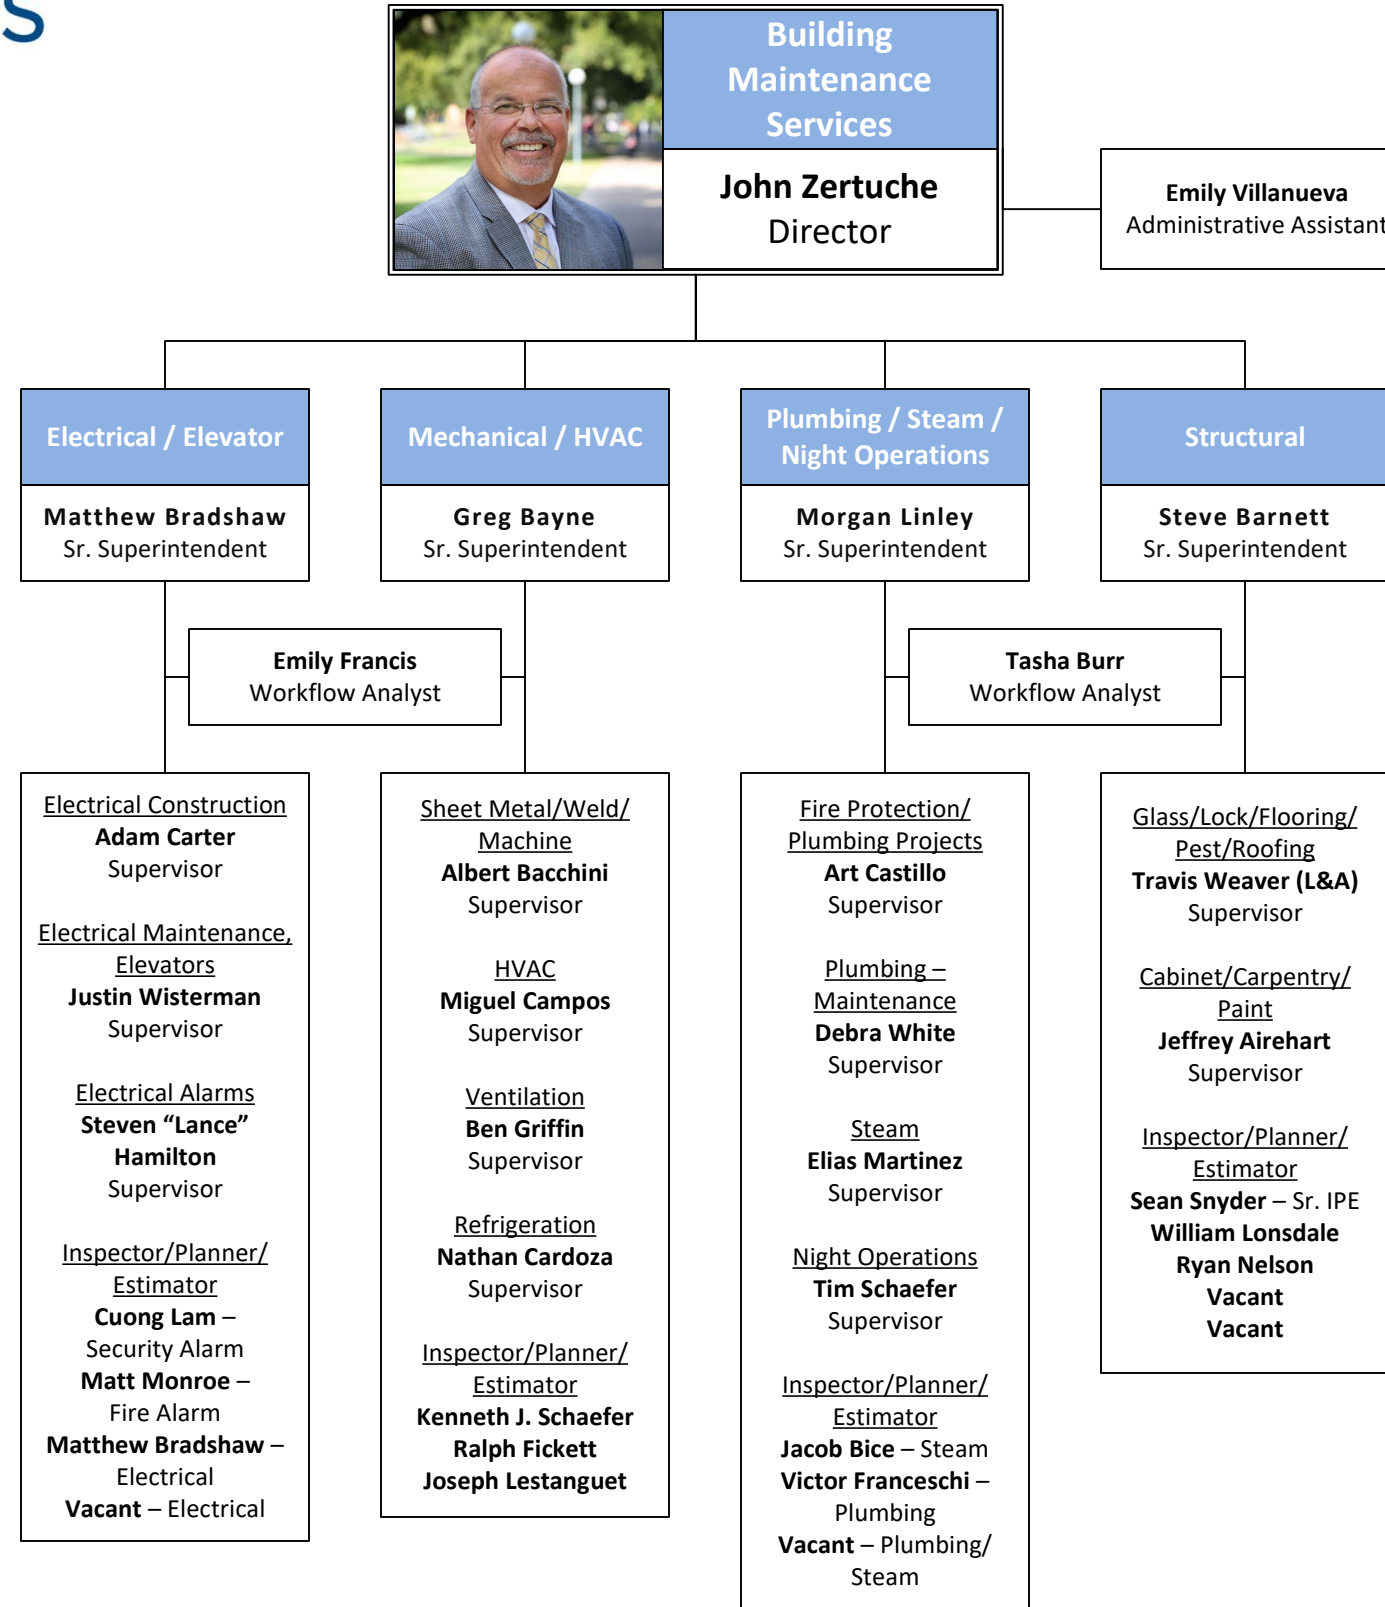 S
Building
Maintenance
Services
John Zertuche
Director
Emily Villanueva
Administrative Assistant
Electrical / Elevator
Matthew Bradshaw
Sr. Superintendent
Mechanical / HVAC
Greg Bayne
Sr. Superintendent
Plumbing / Steam /
Night Operations
Morgan Linley
Sr. Superintendent
Structural
Steve Barnett
Sr. Superintendent
Emily Francis
Workflow Analyst
Tasha Burr
Workflow Analyst
Electrical Construction
Adam Carter
Supervisor
Electrical Maintenance,
Elevators
Justin Wisterman
Supervisor
Electrical Alarms
Steven “Lance”
Hamilton
Supervisor
Inspector/Planner/
Estimator
Cuong Lam –
Security Alarm
Matt Monroe –
Fire Alarm
Matthew Bradshaw –
Electrical
Vacant – Electrical
Sheet Metal/Weld/
Machine
Albert Bacchini
Supervisor
HVAC
Miguel Campos
Supervisor
Ventilation
Ben Griffin
Supervisor
Refrigeration
Nathan Cardoza
Supervisor
Inspector/Planner/
Estimator
Kenneth J. Schaefer
Ralph Fickett
Joseph Lestanguet
Fire Protection/
Plumbing Projects
Art Castillo
Supervisor
Plumbing –
Maintenance
Debra White
Supervisor
Steam
Elias Martinez
Supervisor
Night Operations
Tim Schaefer
Supervisor
Inspector/Planner/
Estimator
Jacob Bice – Steam
Victor Franceschi –
Plumbing
Vacant – Plumbing/
Steam
Glass/Lock/Flooring/
Pest/Roofing
Travis Weaver (L&A)
Supervisor
Cabinet/Carpentry/
Paint
Jeffrey Airehart
Supervisor
Inspector/Planner/
Estimator
Sean Snyder – Sr. IPE
William Lonsdale
Ryan Nelson
Vacant
Vacant